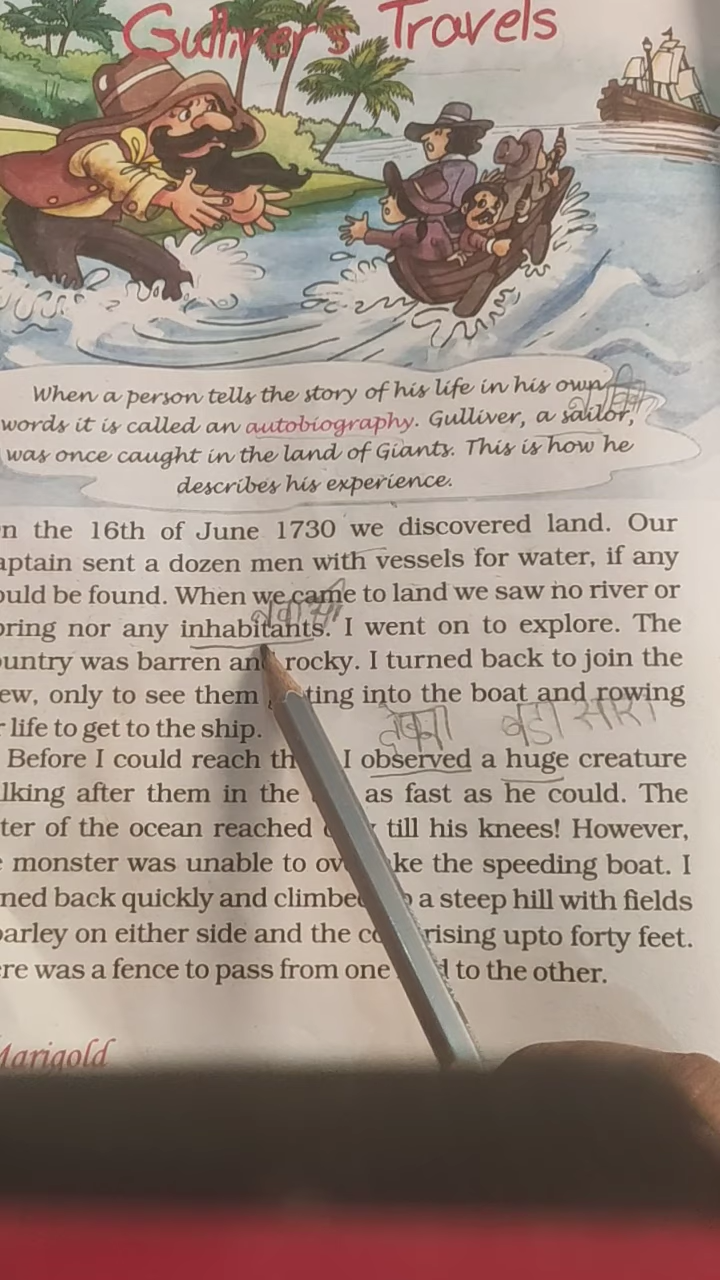 Gulliver's Travels
When a person tells the story of his life in his own
words it is called an autobiography. Gulliver, a sailor,
was once caught in the land of Giants. This is how he
describes his experience.
n the 16th of June 1730 we discovered land. Our
aptain sent a dozen men with vessels for water, if any
ould be found. When we came to land we saw no river or
pring nor any inhabitants. I went on to explore. The
ountry was barren an rocky. I turned back to join the
ew, only to see them ting into the boat and rowing
r life to get to the ship.
देखना बड़ा सारा
Before I could reach th I observed a huge creature
lking after them in the as fast as he could. The
ter of the ocean reached till his knees! However,
e monster was unable to ov ke the speeding boat. I
ned back quickly and climbed a steep hill with fields
barley on either side and the co rising upto forty feet.
ere was a fence to pass from one to the other.
Marigold